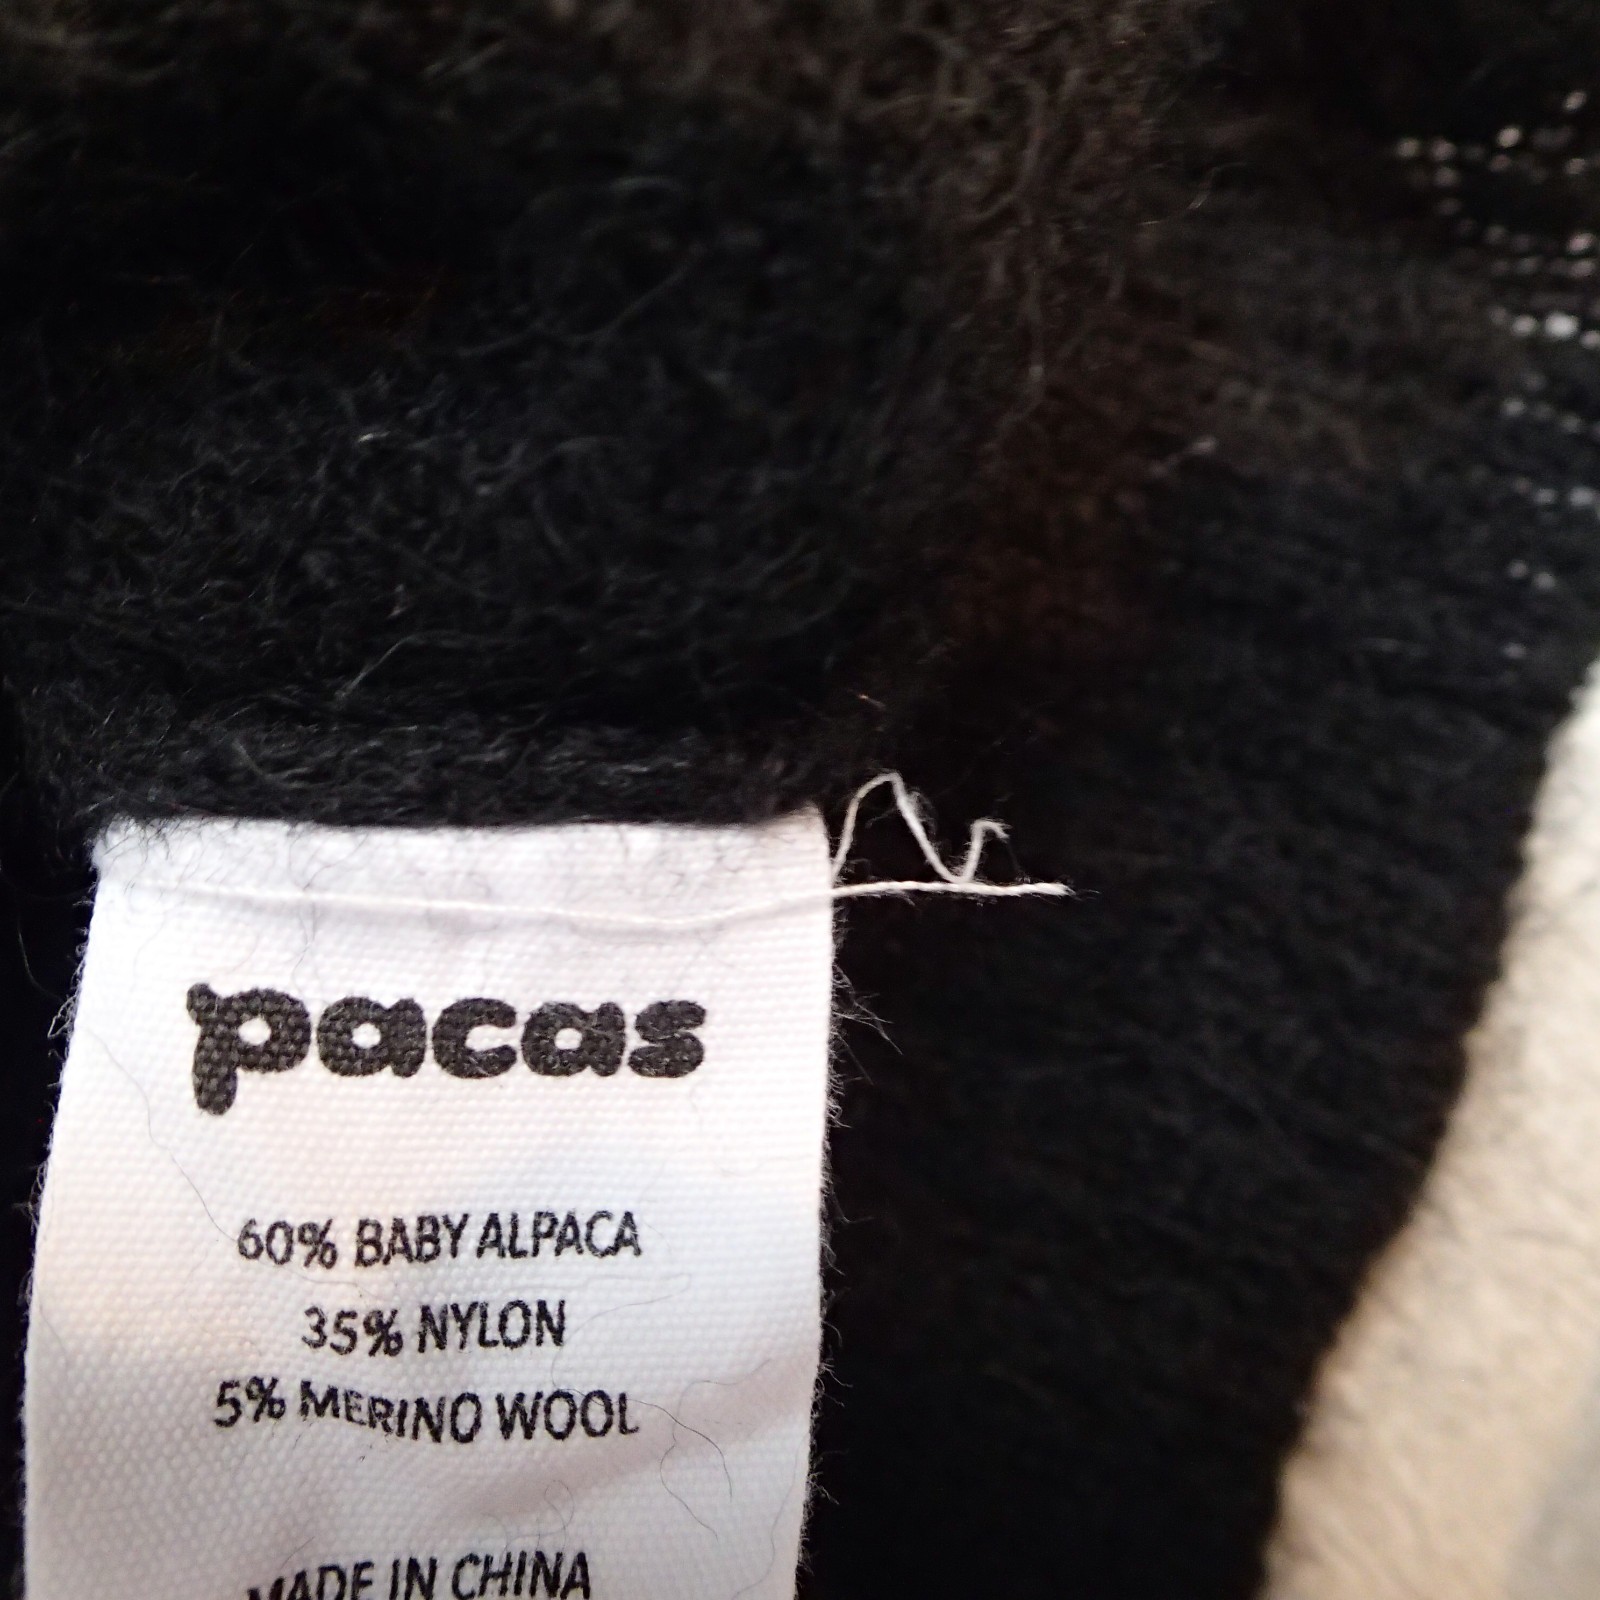 pacas
60% BABY ALPACA
35% NYLON
5% MERINO WOOL
MADE IN CHINA